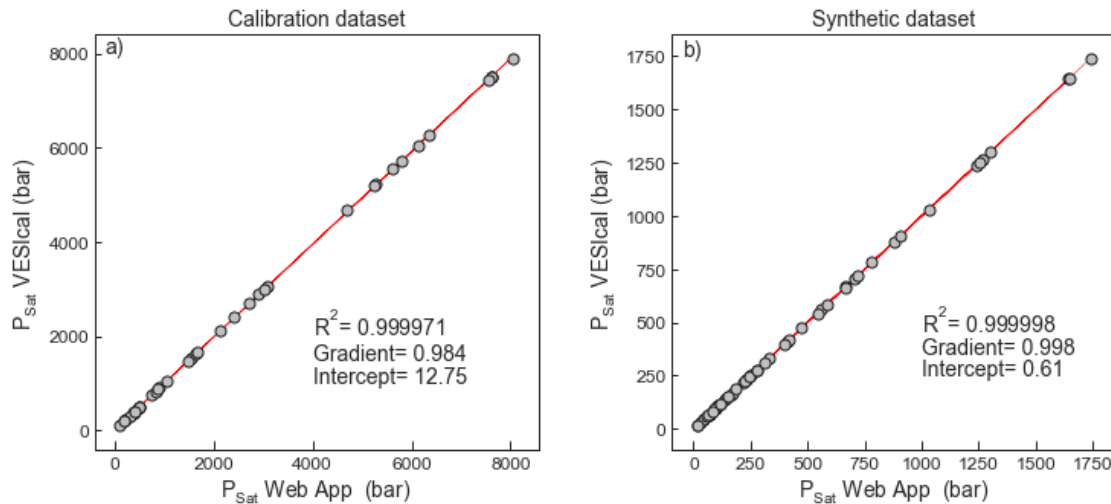 Calibration dataset
a)
P_Sat VESIcal (bar)
8000
6000
4000
2000
0
R²= 0.999971
Gradient= 0.984
Intercept= 12.75
0 2000 4000 6000 8000
P_Sat Web App (bar)
Synthetic dataset
b)
P_Sat VESIcal (bar)
1750
1500
1250
1000
750
500
250
0
R²= 0.999998
Gradient= 0.998
Intercept= 0.61
0 250 500 750 1000 1250 1500 1750
P_Sat Web App (bar)